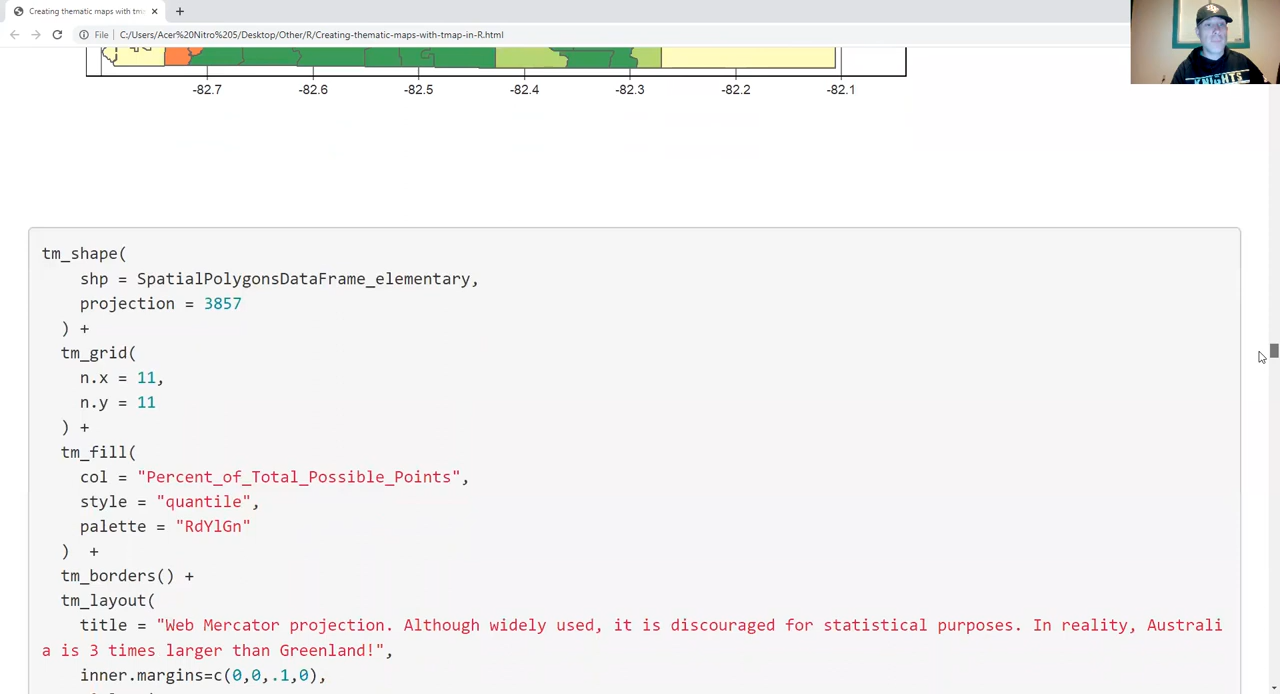 Creating thematic maps with tm
File
C:/Users/Acer%20Nitro%205/Desktop/Other/R/Creating-thematic-maps-with-tmap-in-R.html
KNIGHTS
-82.7 -82.6 -82.5 -82.4 -82.3 -82.2 -82.1
tm_shape(
shp = SpatialPolygonsDataFrame_elementary,
projection = 3857
) +
tm_grid(
n.x = 11,
n.y = 11
) +
tm_fill(
col = "Percent_of_Total_Possible_Points",
style = "quantile",
palette = "RdYlGn"
) +
tm_borders() +
tm_layout(
title = "Web Mercator projection. Although widely used, it is discouraged for statistical purposes. In reality, Australi
a is 3 times larger than Greenland!",
inner.margins=c(0,0,.1,0),